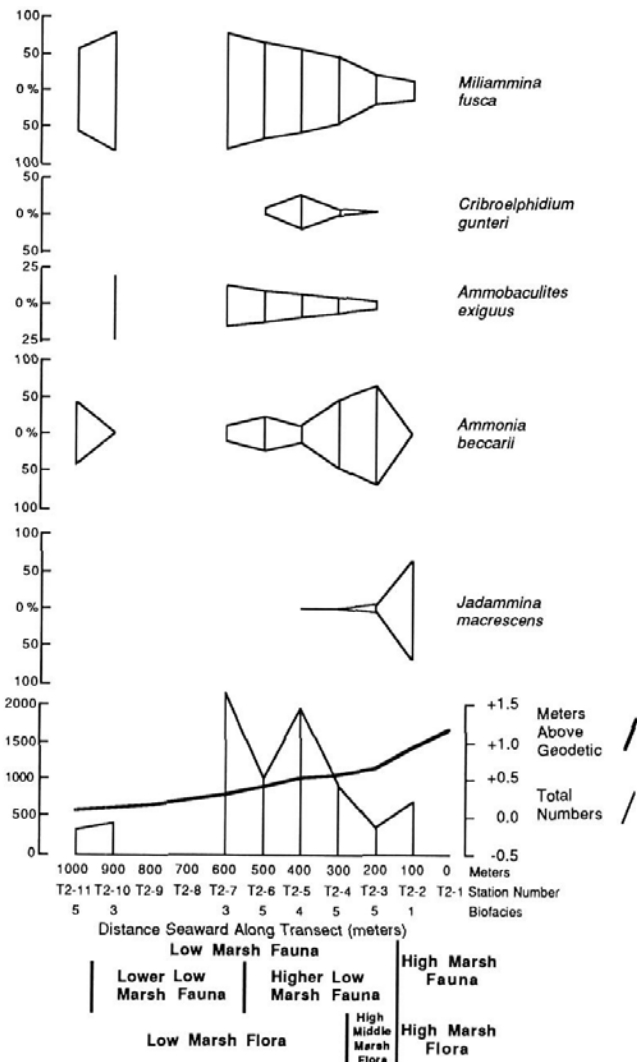 100
50
0 %
50
100
Miliammina
fusca
50
0 %
50
Cribroelphidium
gunteri
25
0 %
25
Ammobaculites
exiguus
100
50
0 %
50
100
Ammonia
beccarii
100
50
0 %
50
100
Jadammina
macrescens
2000
1500
1000
500
0
+1.5
+1.0
+0.5
0.0
-0.5
Meters
Above
Geodetic
Total
Numbers
1000 900 800 700 600 500 400 300 200 100 0 Meters
T2-11 T2-10 T2-9 T2-8 T2-7 T2-6 T2-5 T2-4 T2-3 T2-2 T2-1 Station Number
5 3 3 5 4 5 5 1 Biofacies
Distance Seaward Along Transect (meters)
Low Marsh Fauna
Lower Low
Marsh Fauna
Higher Low
Marsh Fauna
High Marsh
Fauna
Low Marsh Flora
High
Middle
Marsh
Flora
High Marsh
Flora